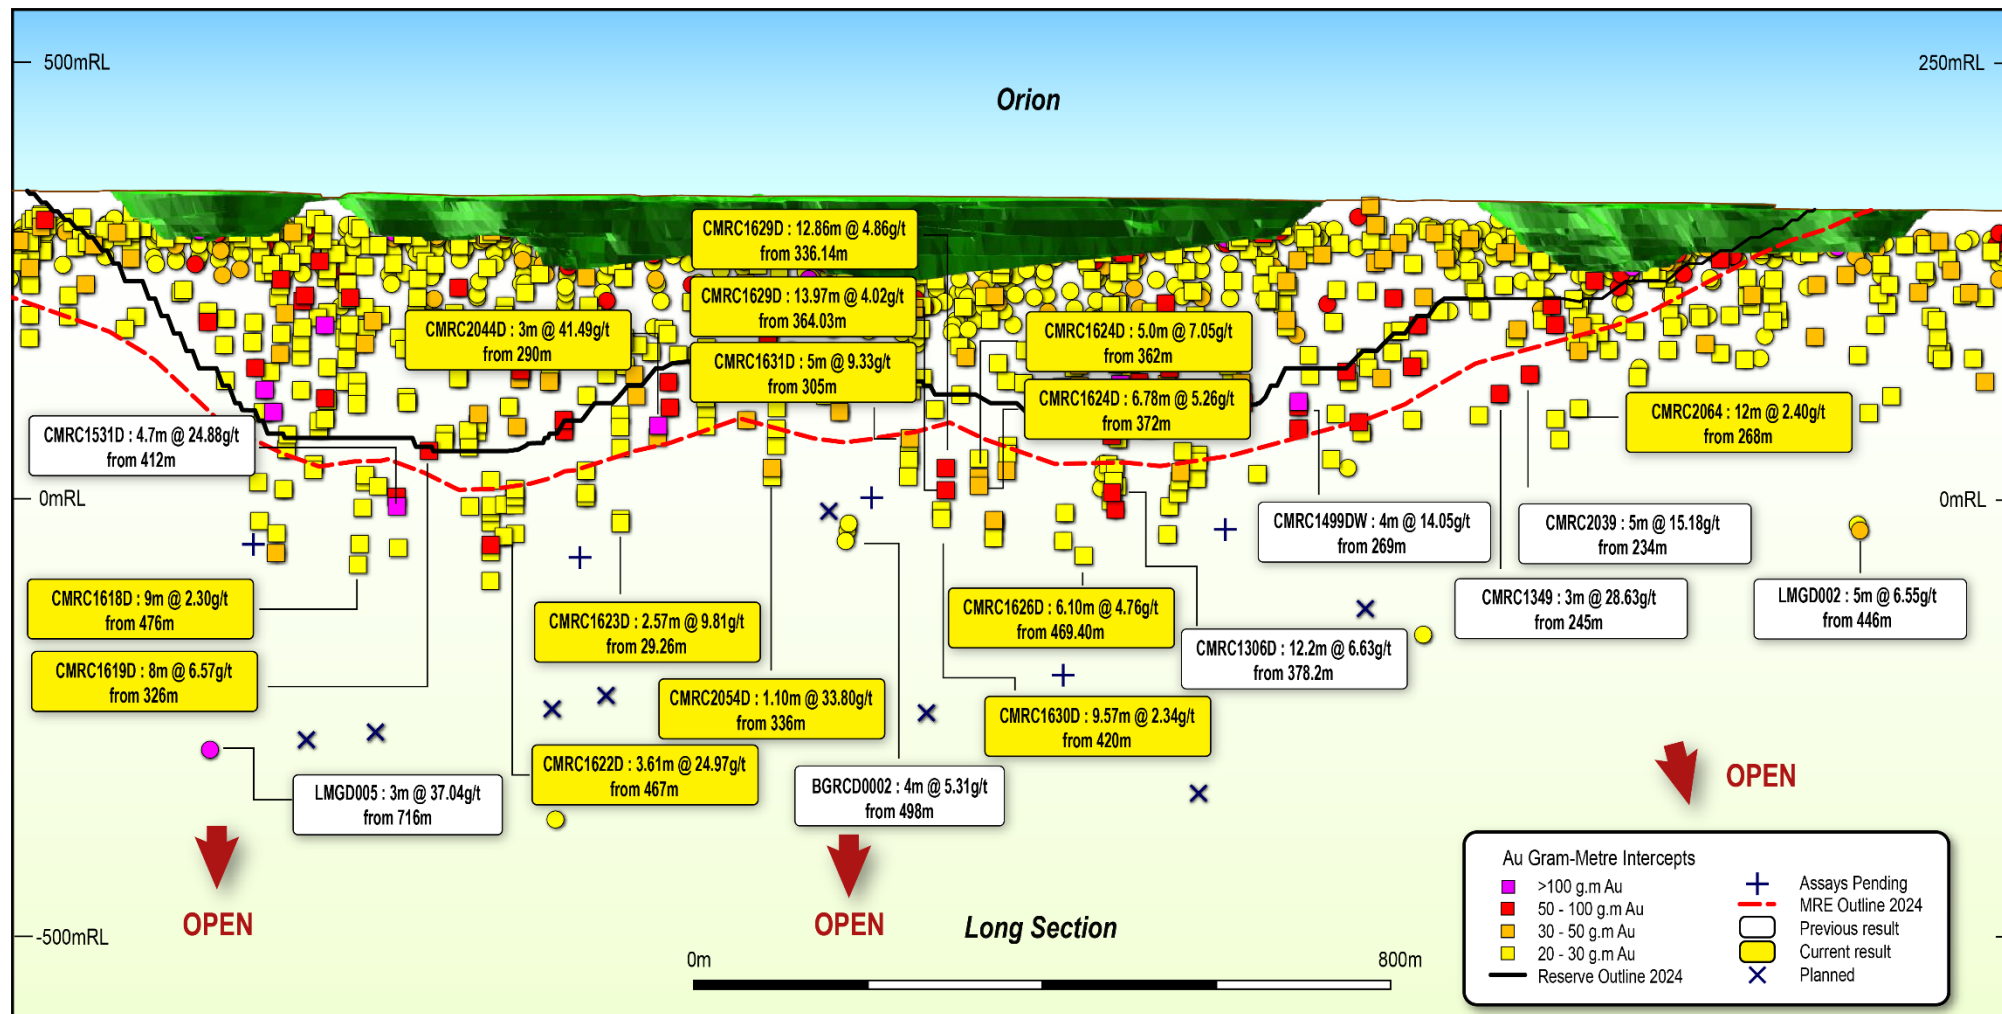 500mRL
250mRL
Orion
CMRC1629D : 12.86m @ 4.86g/t
from 336.14m
CMRC1629D : 13.97m @ 4.02g/t
from 364.03m
CMRC2044D : 3m @ 41.49g/t
from 290m
CMRC1624D : 5.0m @ 7.05g/t
from 362m
CMRC1631D : 5m @ 9.33g/t
from 305m
CMRC1624D : 6.78m @ 5.26g/t
from 372m
CMRC2064 : 12m @ 2.40g/t
from 268m
CMRC1531D : 4.7m @ 24.88g/t
from 412m
0mRL
0mRL
CMRC1499DW : 4m @ 14.05g/t
from 269m
CMRC2039 : 5m @ 15.18g/t
from 234m
CMRC1618D : 9m @ 2.30g/t
from 476m
CMRC1623D : 2.57m @ 9.81g/t
from 29.26m
CMRC1626D : 6.10m @ 4.76g/t
from 469.40m
CMRC1349 : 3m @ 28.63g/t
from 245m
LMGD002 : 5m @ 6.55g/t
from 446m
CMRC1306D : 12.2m @ 6.63g/t
from 378.2m
CMRC1619D : 8m @ 6.57g/t
from 326m
CMRC2054D : 1.10m @ 33.80g/t
from 336m
CMRC1630D : 9.57m @ 2.34g/t
from 420m
CMRC1622D : 3.61m @ 24.97g/t
from 467m
LMGD005 : 3m @ 37.04g/t
from 716m
BGRCD0002 : 4m @ 5.31g/t
from 498m
OPEN
OPEN
OPEN
Long Section
-500mRL
0m
800m
Au Gram-Metre Intercepts
>100 g.m Au
50 - 100 g.m Au
30 - 50 g.m Au
20 - 30 g.m Au
Reserve Outline 2024
Assays Pending
MRE Outline 2024
Previous result
Current result
Planned